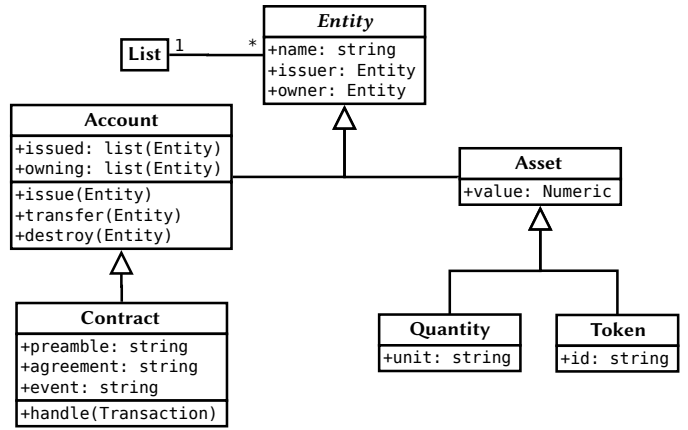 Entity
+name: string
+issuer: Entity
+owner: Entity
List
1
*
Account
+issued: list(Entity)
+owning: list(Entity)
+issue(Entity)
+transfer(Entity)
+destroy(Entity)
Asset
+value: Numeric
Contract
+preamble: string
+agreement: string
+event: string
+handle(Transaction)
Quantity
+unit: string
Token
+id: string